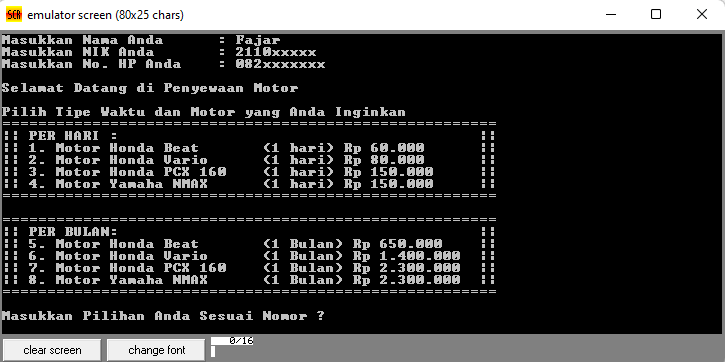 SCR emulator screen (80x25 chars)
Masukkan Nama Anda : Fajar
Masukkan NIK Anda : 2110xxxxx
Masukkan No. HP Anda : 082xxxxxxx
Selamat Datang di Penyewaan Motor
Pilih Tipe Waktu dan Motor yang Anda Inginkan
=======================================================
|| PER HARI : ||
|| 1. Motor Honda Beat (1 hari) Rp 60.000 ||
|| 2. Motor Honda Vario (1 hari) Rp 80.000 ||
|| 3. Motor Honda PCX 160 (1 hari) Rp 150.000 ||
|| 4. Motor Yamaha NMAX (1 hari) Rp 150.000 ||
=======================================================
=======================================================
|| PER BULAN: ||
|| 5. Motor Honda Beat (1 Bulan) Rp 650.000 ||
|| 6. Motor Honda Vario (1 Bulan) Rp 1.400.000 ||
|| 7. Motor Honda PCX 160 (1 Bulan) Rp 2.300.000 ||
|| 8. Motor Yamaha NMAX (1 Bulan) Rp 2.300.000 ||
=======================================================
Masukkan Pilihan Anda Sesuai Nomor ?
clear screen change font 0/16